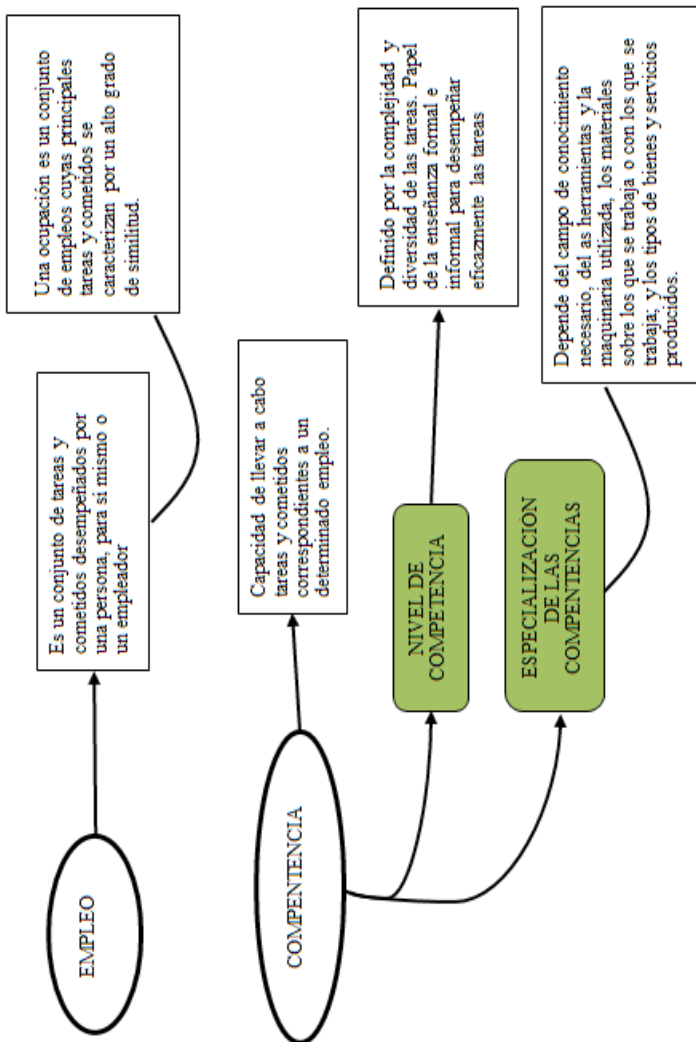 EMPLEO
Es un conjunto de tareas y
cometidos desempeñados por
una persona, para sí mismo o
un empleador
Una ocupación es un conjunto
de empleos cuyas principales
tareas y cometidos se
caracterizan por un alto grado
de similitud.
COMPENTENCIA
Capacidad de llevar a cabo
tareas y cometidos
correspondientes a un
determinado empleo.
NIVEL DE
COMPETENCIA
Definido por la complejidad y
diversidad de las tareas. Papel
de la enseñanza formal e
informal para desempeñar
eficazmente las tareas
ESPECIALIZACION
DE LAS
COMPENTENCIAS
Depende del campo de conocimiento
necesario, del as herramientas y la
maquinaria utilizada, los materiales
sobre los que se trabaja o con los que se
trabaja; y los tipos de bienes y servicios
producidos.